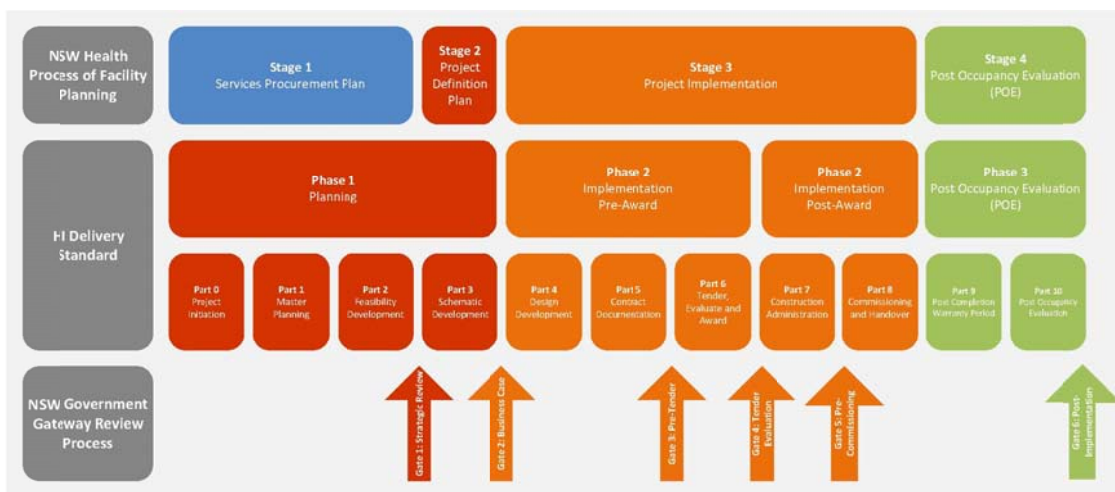 NSW Health
Process of Facility
Planning
Stage 1
Services Procurement Plan
Stage 2
Project
Definition
Plan
Stage 3
Project Implementation
Stage 4
Post Occupancy Evaluation
(POE)
HI Delivery
Standard
Phase 1
Planning
Phase 2
Implementation
Pre-Award
Phase 2
Implementation
Post-Award
Phase 3
Post Occupancy Evaluation
(POE)
Part 0
Project
Initiation
Part 1
Master
Planning
Part 2
Feasibility
Development
Part 3
Schematic
Development
Part 4
Design
Development
Part 5
Contract
Documentation
Part 6
Tender,
Evaluate and
Award
Part 7
Construction
Administration
Part 8
Commissioning
and Handover
Part 9
Post Completion
Warranty Period
Part 10
Post Occupancy
Evaluation
NSW Government
Gateway Review
Process
Gate 1: Strategic Review
Gate 2: Business Case
Gate 3: Pre-Tender
Gate 4: Tender
Evaluation
Gate 5: Pre-
Commissioning
Gate 6: Post-
Implementation